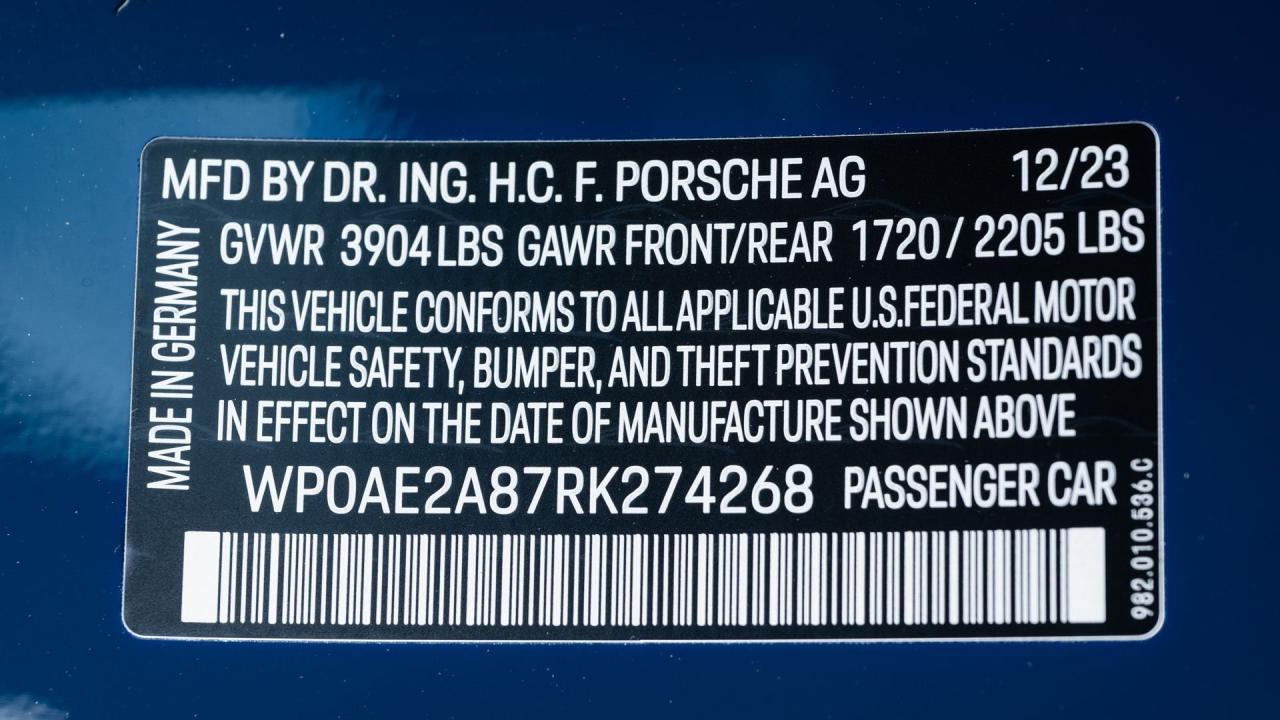 MFD BY DR. ING. H.C. F. PORSCHE AG 12/23
GVWR 3904 LBS GAWR FRONT/REAR 1720 / 2205 LBS
THIS VEHICLE CONFORMS TO ALL APPLICABLE U.S.FEDERAL MOTOR
VEHICLE SAFETY, BUMPER, AND THEFT PREVENTION STANDARDS
IN EFFECT ON THE DATE OF MANUFACTURE SHOWN ABOVE
WP0AE2A87RK274268 PASSENGER CAR
MADE IN GERMANY
982.010.536.C